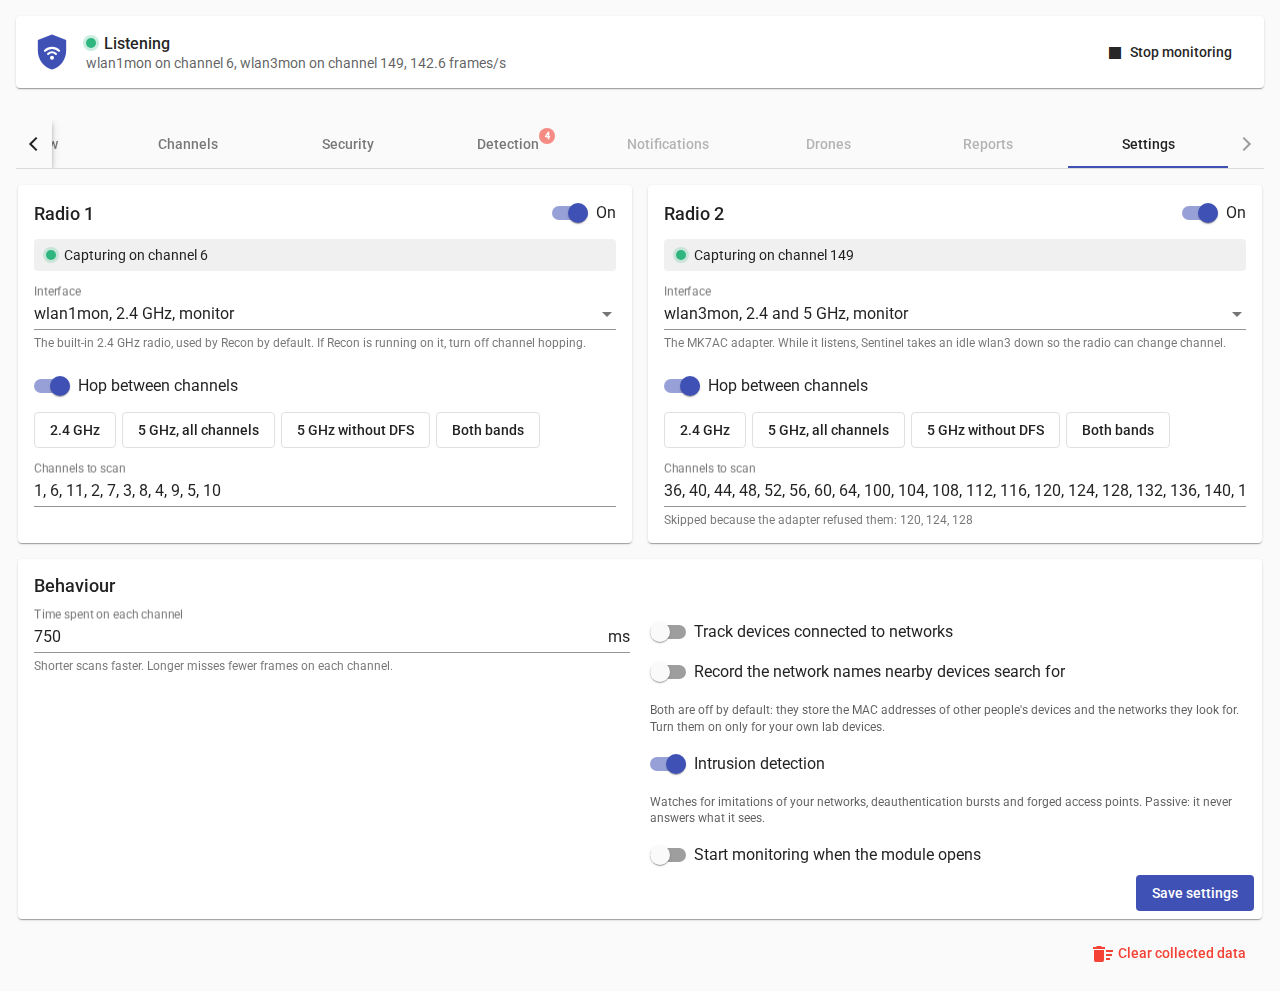 Listening
wlan1mon on channel 6, wlan3mon on channel 149, 142.6 frames/s
Stop monitoring
Channels
Security
Detection
4
Notifications
Drones
Reports
Settings
Radio 1
On
Capturing on channel 6
Interface
wlan1mon, 2.4 GHz, monitor
The built-in 2.4 GHz radio, used by Recon by default. If Recon is running on it, turn off channel hopping.
Hop between channels
2.4 GHz
5 GHz, all channels
5 GHz without DFS
Both bands
Channels to scan
1, 6, 11, 2, 7, 3, 8, 4, 9, 5, 10
Radio 2
On
Capturing on channel 149
Interface
wlan3mon, 2.4 and 5 GHz, monitor
The MK7AC adapter. While it listens, Sentinel takes an idle wlan3 down so the radio can change channel.
Hop between channels
2.4 GHz
5 GHz, all channels
5 GHz without DFS
Both bands
Channels to scan
36, 40, 44, 48, 52, 56, 60, 64, 100, 104, 108, 112, 116, 120, 124, 128, 132, 136, 140, 1
Skipped because the adapter refused them: 120, 124, 128
Behaviour
Time spent on each channel
750 ms
Shorter scans faster. Longer misses fewer frames on each channel.
Track devices connected to networks
Record the network names nearby devices search for
Both are off by default: they store the MAC addresses of other people's devices and the networks they look for.
Turn them on only for your own lab devices.
Intrusion detection
Watches for imitations of your networks, deauthentication bursts and forged access points. Passive: it never
answers what it sees.
Start monitoring when the module opens
Save settings
Clear collected data